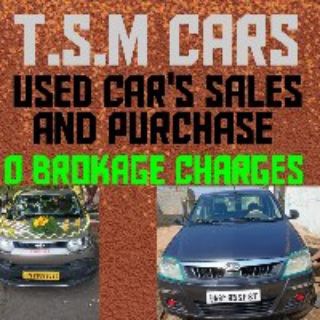 T.S.M CARS
USED CAR'S SALES
AND PURCHASE
0 BROKAGE CHARGES